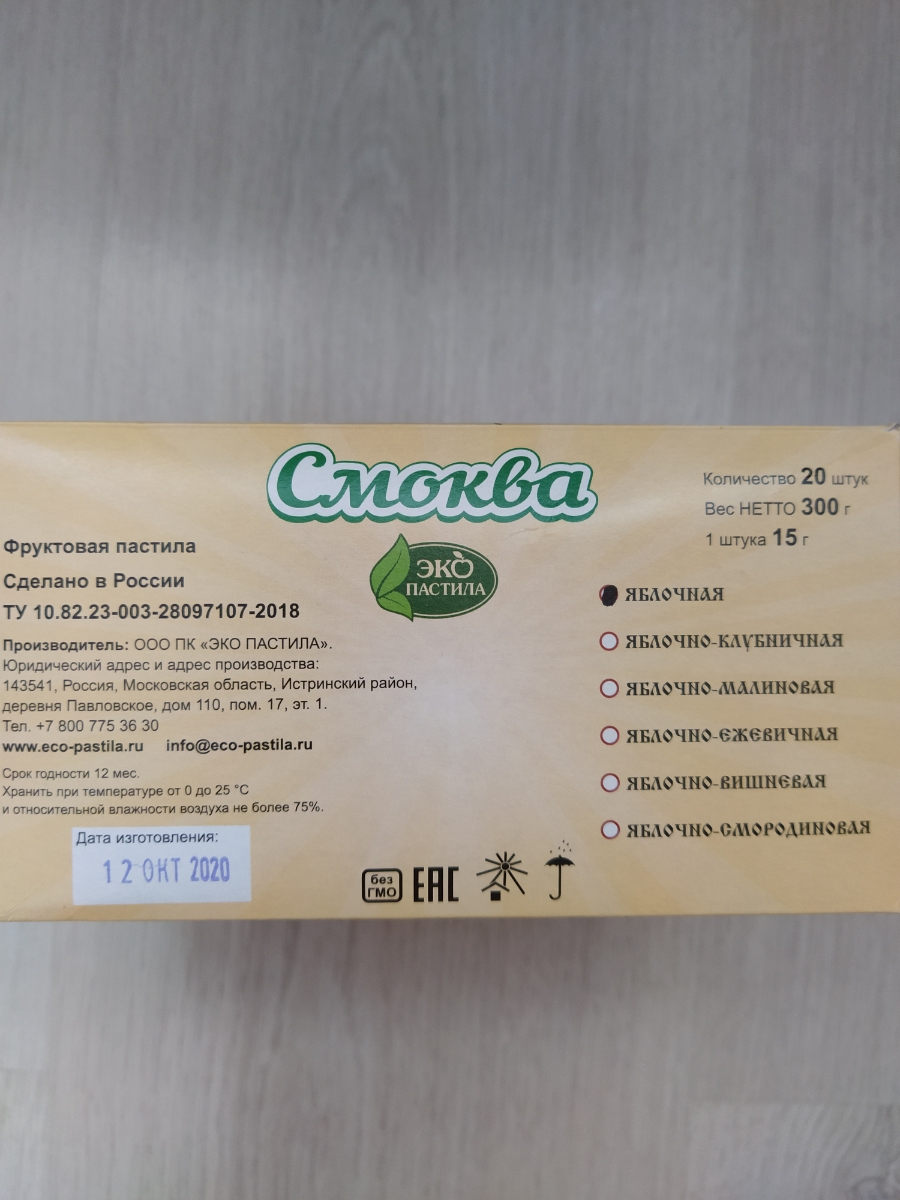 Смоква
ЭКО
ПАСТИЛА
Фруктовая пастила
Сделано в России
ТУ 10.82.23-003-28097107-2018
Производитель: ООО ПК «ЭКО ПАСТИЛА».
Юридический адрес и адрес производства:
143541, Россия, Московская область, Истринский район,
деревня Павловское, дом 110, пом. 17, эт. 1.
Тел. +7 800 775 36 30
www.eco-pastila.ru info@eco-pastila.ru
Срок годности 12 мес.
Хранить при температуре от 0 до 25 °C
и относительной влажности воздуха не более 75%.
Дата изготовления:
12 ОКТ 2020
без
ГМО
ЕАС
Количество 20 штук
Вес НЕТТО 300 г
1 штука 15 г
ЯБЛОЧНАЯ
ЯБЛОЧНО-КЛУБНИЧНАЯ
ЯБЛОЧНО-МАЛИНОВАЯ
ЯБЛОЧНО-ЕЖЕВИЧНАЯ
ЯБЛОЧНО-ВИШНЕВАЯ
ЯБЛОЧНО-СМОРОДИНОВАЯ